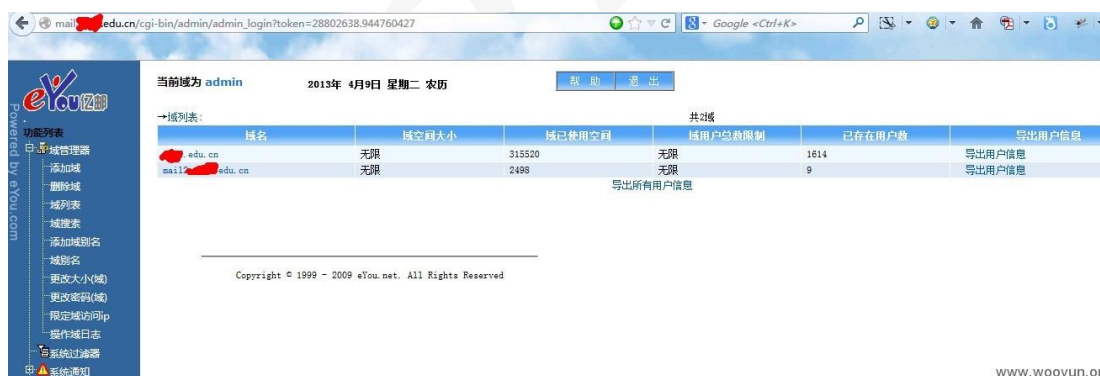 mail edu.cn/cgi-bin/admin/admin_login?token=28802638.944760427
Google <Ctrl+K>
eYou亿邮
Powered by eYou.com
当前域为 admin 2013年 4月9日 星期二 农历 帮 助 退 出
→域列表: 共2域
域名 域空间大小 域已使用空间 域用户总数限制 已存在用户数 导出用户信息
.edu.cn 无限 315520 无限 1614 导出用户信息
mail2 edu.cn 无限 2498 无限 9 导出用户信息
导出所有用户信息
功能列表
域管理器
添加域
删除域
域列表
域搜索
添加域别名
域别名
更改大小(域)
更改密码(域)
限定域访问ip
操作域日志
系统过滤器
系统通知
Copyright © 1999 - 2009 eYou.net. All Rights Reserved
www.wooyun.or